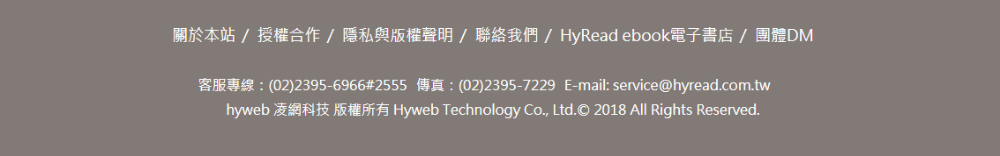 關於本站 / 授權合作 / 隱私與版權聲明 / 聯絡我們 / HyRead ebook電子書店 / 團體DM
客服專線：(02)2395-6966#2555 傳真：(02)2395-7229 E-mail: service@hyread.com.tw
hyweb 凌網科技 版權所有 Hyweb Technology Co., Ltd.© 2018 All Rights Reserved.